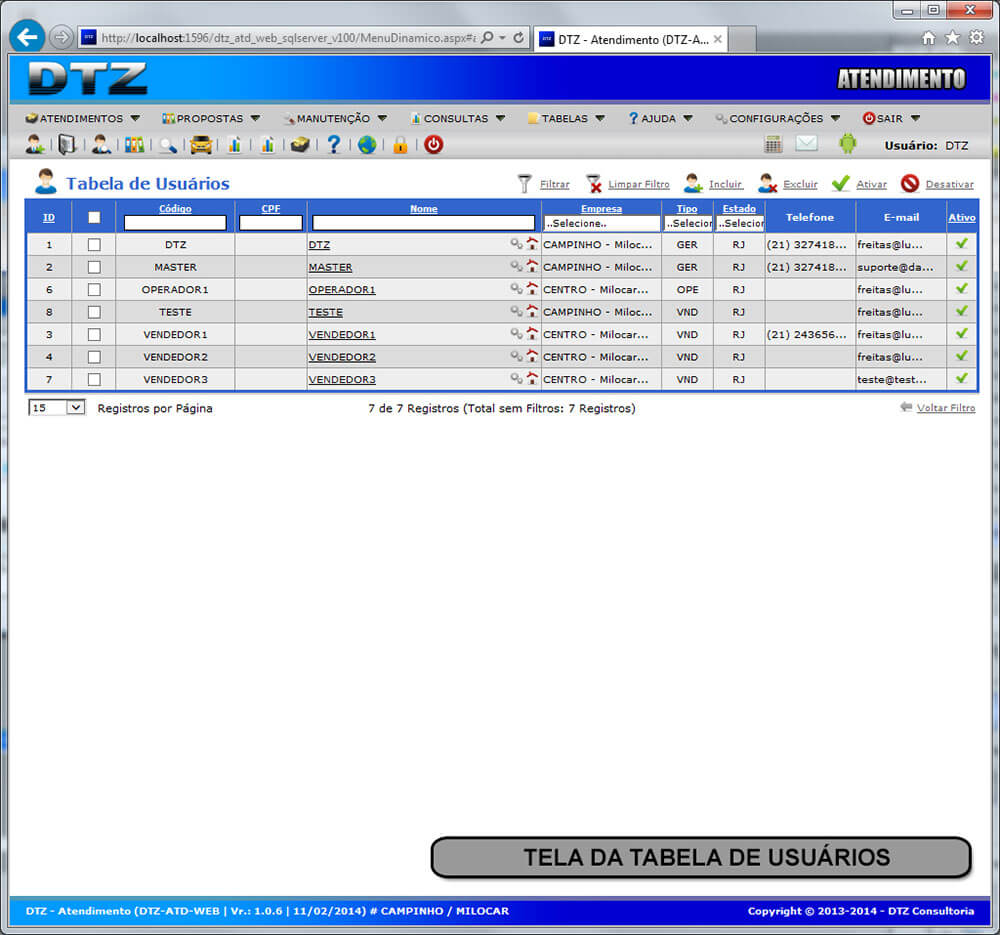 http://localhost:1596/dtz_atd_web_sqlserver_v100/MenuDinamico.aspx#
DTZ - Atendimento (DTZ-A...
DTZ
ATENDIMENTO
ATENDIMENTOS PROPOSTAS MANUTENÇÃO CONSULTAS TABELAS ? AJUDA CONFIGURAÇÕES SAIR
Usuário: DTZ
Tabela de Usuários Filtrar Limpar Filtro Incluir Excluir Ativar Desativar
ID Código CPF Nome Empresa Tipo Estado Telefone E-mail Ativo
..Selecione.. ..Selecior ..Selecior
1 DTZ DTZ CAMPINHO - Miloc... GER RJ (21) 327418... freitas@lu...
2 MASTER MASTER CAMPINHO - Miloc... GER RJ (21) 327418... suporte@da...
6 OPERADOR1 OPERADOR1 CENTRO - Milocar... OPE RJ freitas@lu...
8 TESTE TESTE CAMPINHO - Miloc... VND RJ freitas@lu...
3 VENDEDOR1 VENDEDOR1 CENTRO - Milocar... VND RJ (21) 243656... freitas@lu...
4 VENDEDOR2 VENDEDOR2 CENTRO - Milocar... VND RJ freitas@lu...
7 VENDEDOR3 VENDEDOR3 CENTRO - Milocar... VND RJ teste@test...
15 Registros por Página 7 de 7 Registros (Total sem Filtros: 7 Registros) Voltar Filtro
TELA DA TABELA DE USUÁRIOS
DTZ - Atendimento (DTZ-ATD-WEB | Vr.: 1.0.6 | 11/02/2014) # CAMPINHO / MILOCAR Copyright © 2013-2014 - DTZ Consultoria